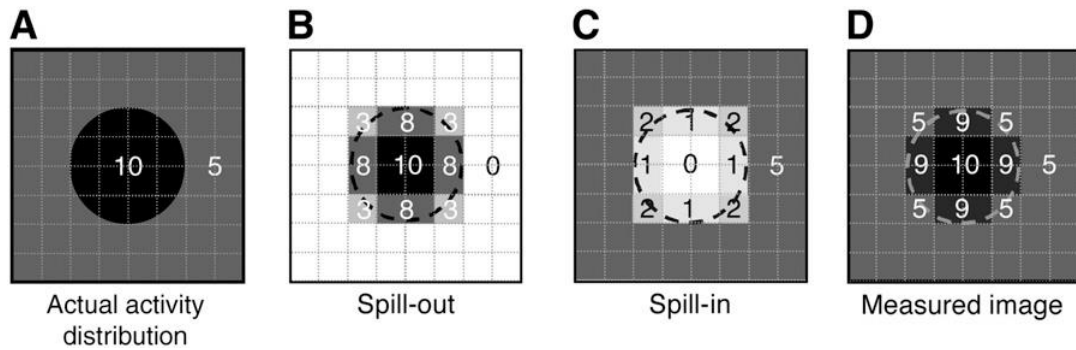 A
B
C
D
10 5
3 8 3
8 10 8 0
3 8 3
2 1 2
1 0 1 5
2 1 2
5 9 5
9 10 9 5
5 9 5
Actual activity
distribution
Spill-out
Spill-in
Measured image